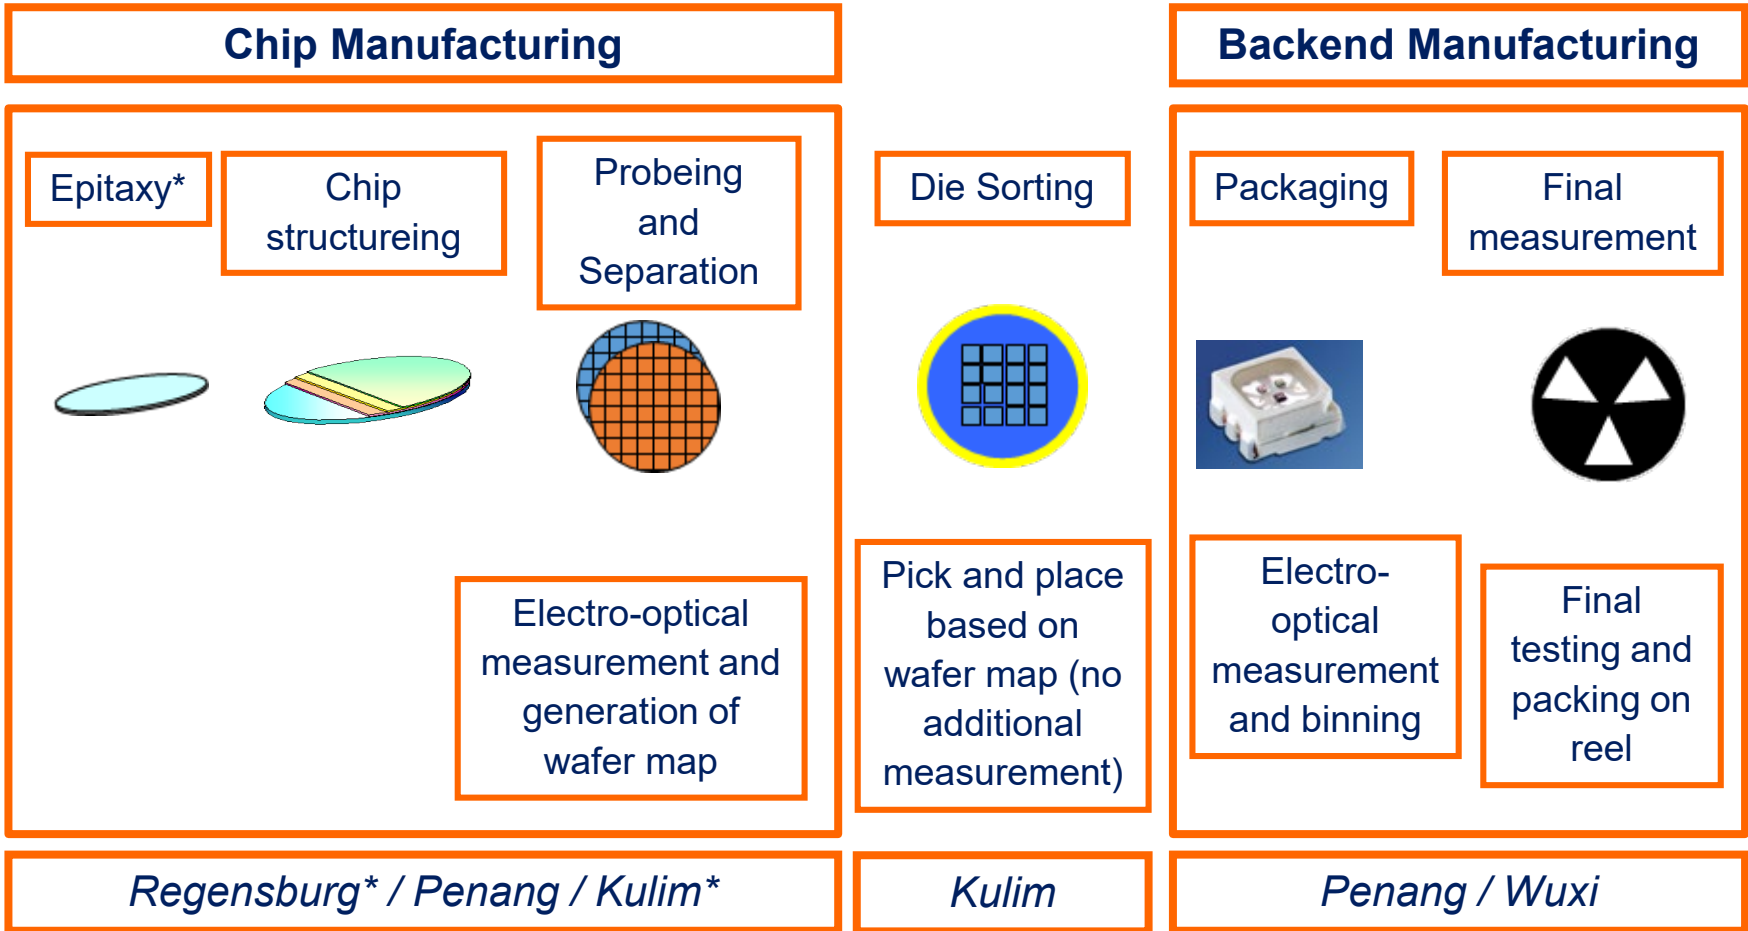 Chip Manufacturing
Backend Manufacturing
Epitaxy*
Chip
structureing
Probeing
and
Separation
Die Sorting
Packaging
Final
measurement
Electro-optical
measurement and
generation of
wafer map
Pick and place
based on
wafer map (no
additional
measurement)
Electro-
optical
measurement
and binning
Final
testing and
packing on
reel
Regensburg* / Penang / Kulim*
Kulim
Penang / Wuxi